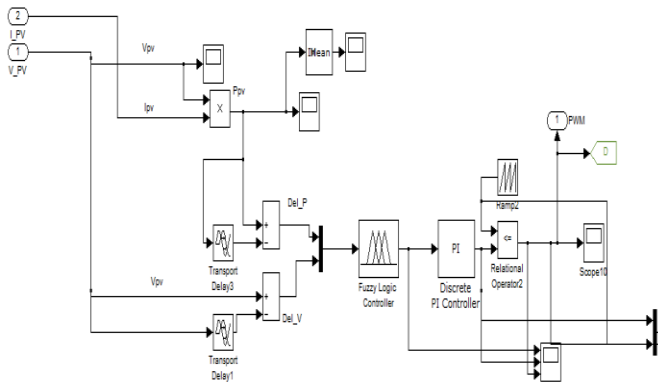 2
I_PV
1
V_PV
Vpv
Ipv
X
Ppv
Mean
1
PWM
D
Ramp2
Del_P
+
−
Transport
Delay3
Fuzzy Logic
Controller
PI
Discrete
PI Controller
<=
Relational
Operator2
Scope10
Vpv
+
−
Del_V
Transport
Delay1